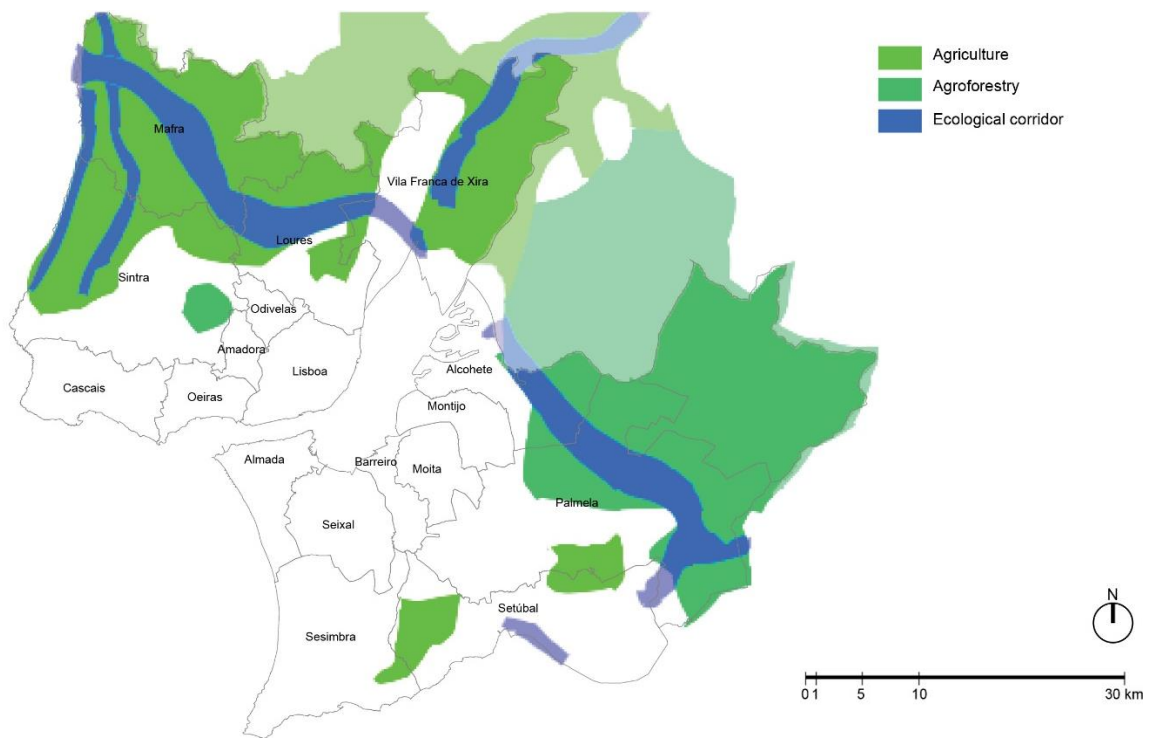 Agriculture
Agroforestry
Ecological corridor
Mafra
Vila Franca de Xira
Loures
Sintra
Odivelas
Amadora
Lisboa
Alcohete
Cascais
Oeiras
Montijo
Almada
Barreiro
Moita
Palmela
Seixal
Setúbal
Sesimbra
N
0 1 5 10 30 km